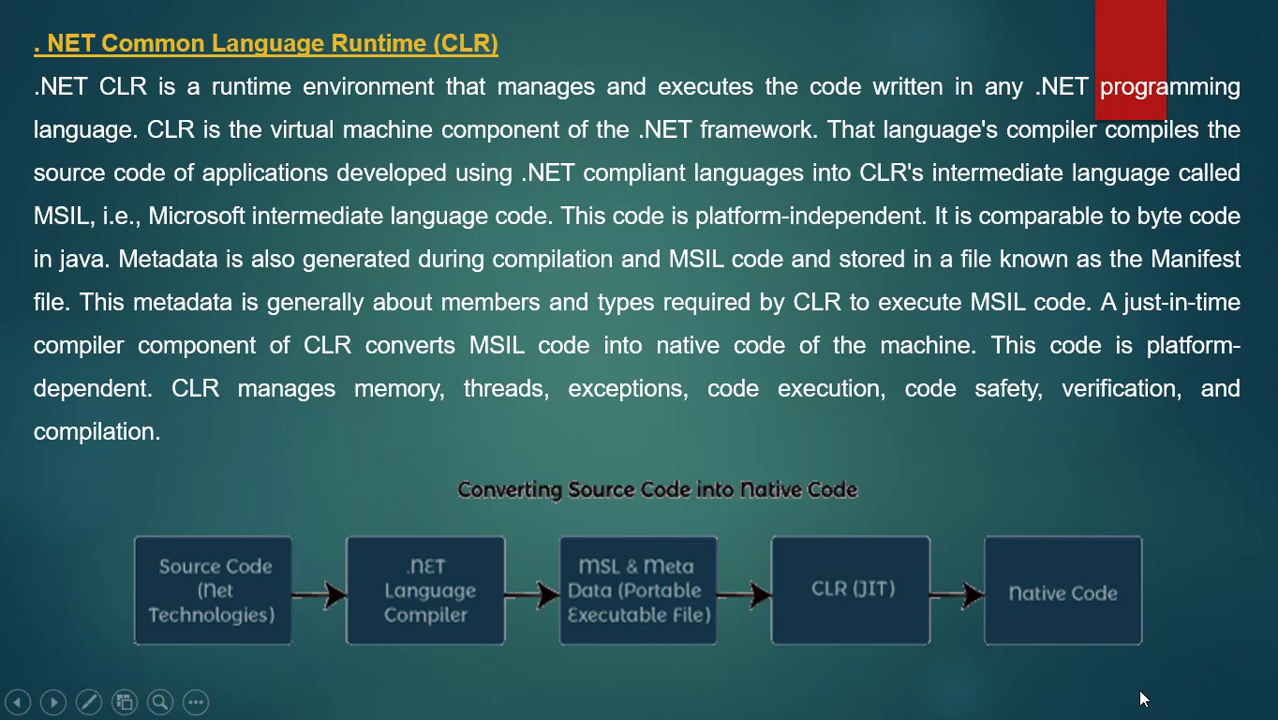 . NET Common Language Runtime (CLR)
.NET CLR is a runtime environment that manages and executes the code written in any .NET programming
language. CLR is the virtual machine component of the .NET framework. That language's compiler compiles the
source code of applications developed using .NET compliant languages into CLR's intermediate language called
MSIL, i.e., Microsoft intermediate language code. This code is platform-independent. It is comparable to byte code
in java. Metadata is also generated during compilation and MSIL code and stored in a file known as the Manifest
file. This metadata is generally about members and types required by CLR to execute MSIL code. A just-in-time
compiler component of CLR converts MSIL code into native code of the machine. This code is platform-
dependent. CLR manages memory, threads, exceptions, code execution, code safety, verification, and
compilation.
Converting Source Code into Native Code
Source Code
(Net
Technologies)
.NET
Language
Compiler
MSL & Meta
Data (Portable
Executable File)
CLR (JIT)
Native Code